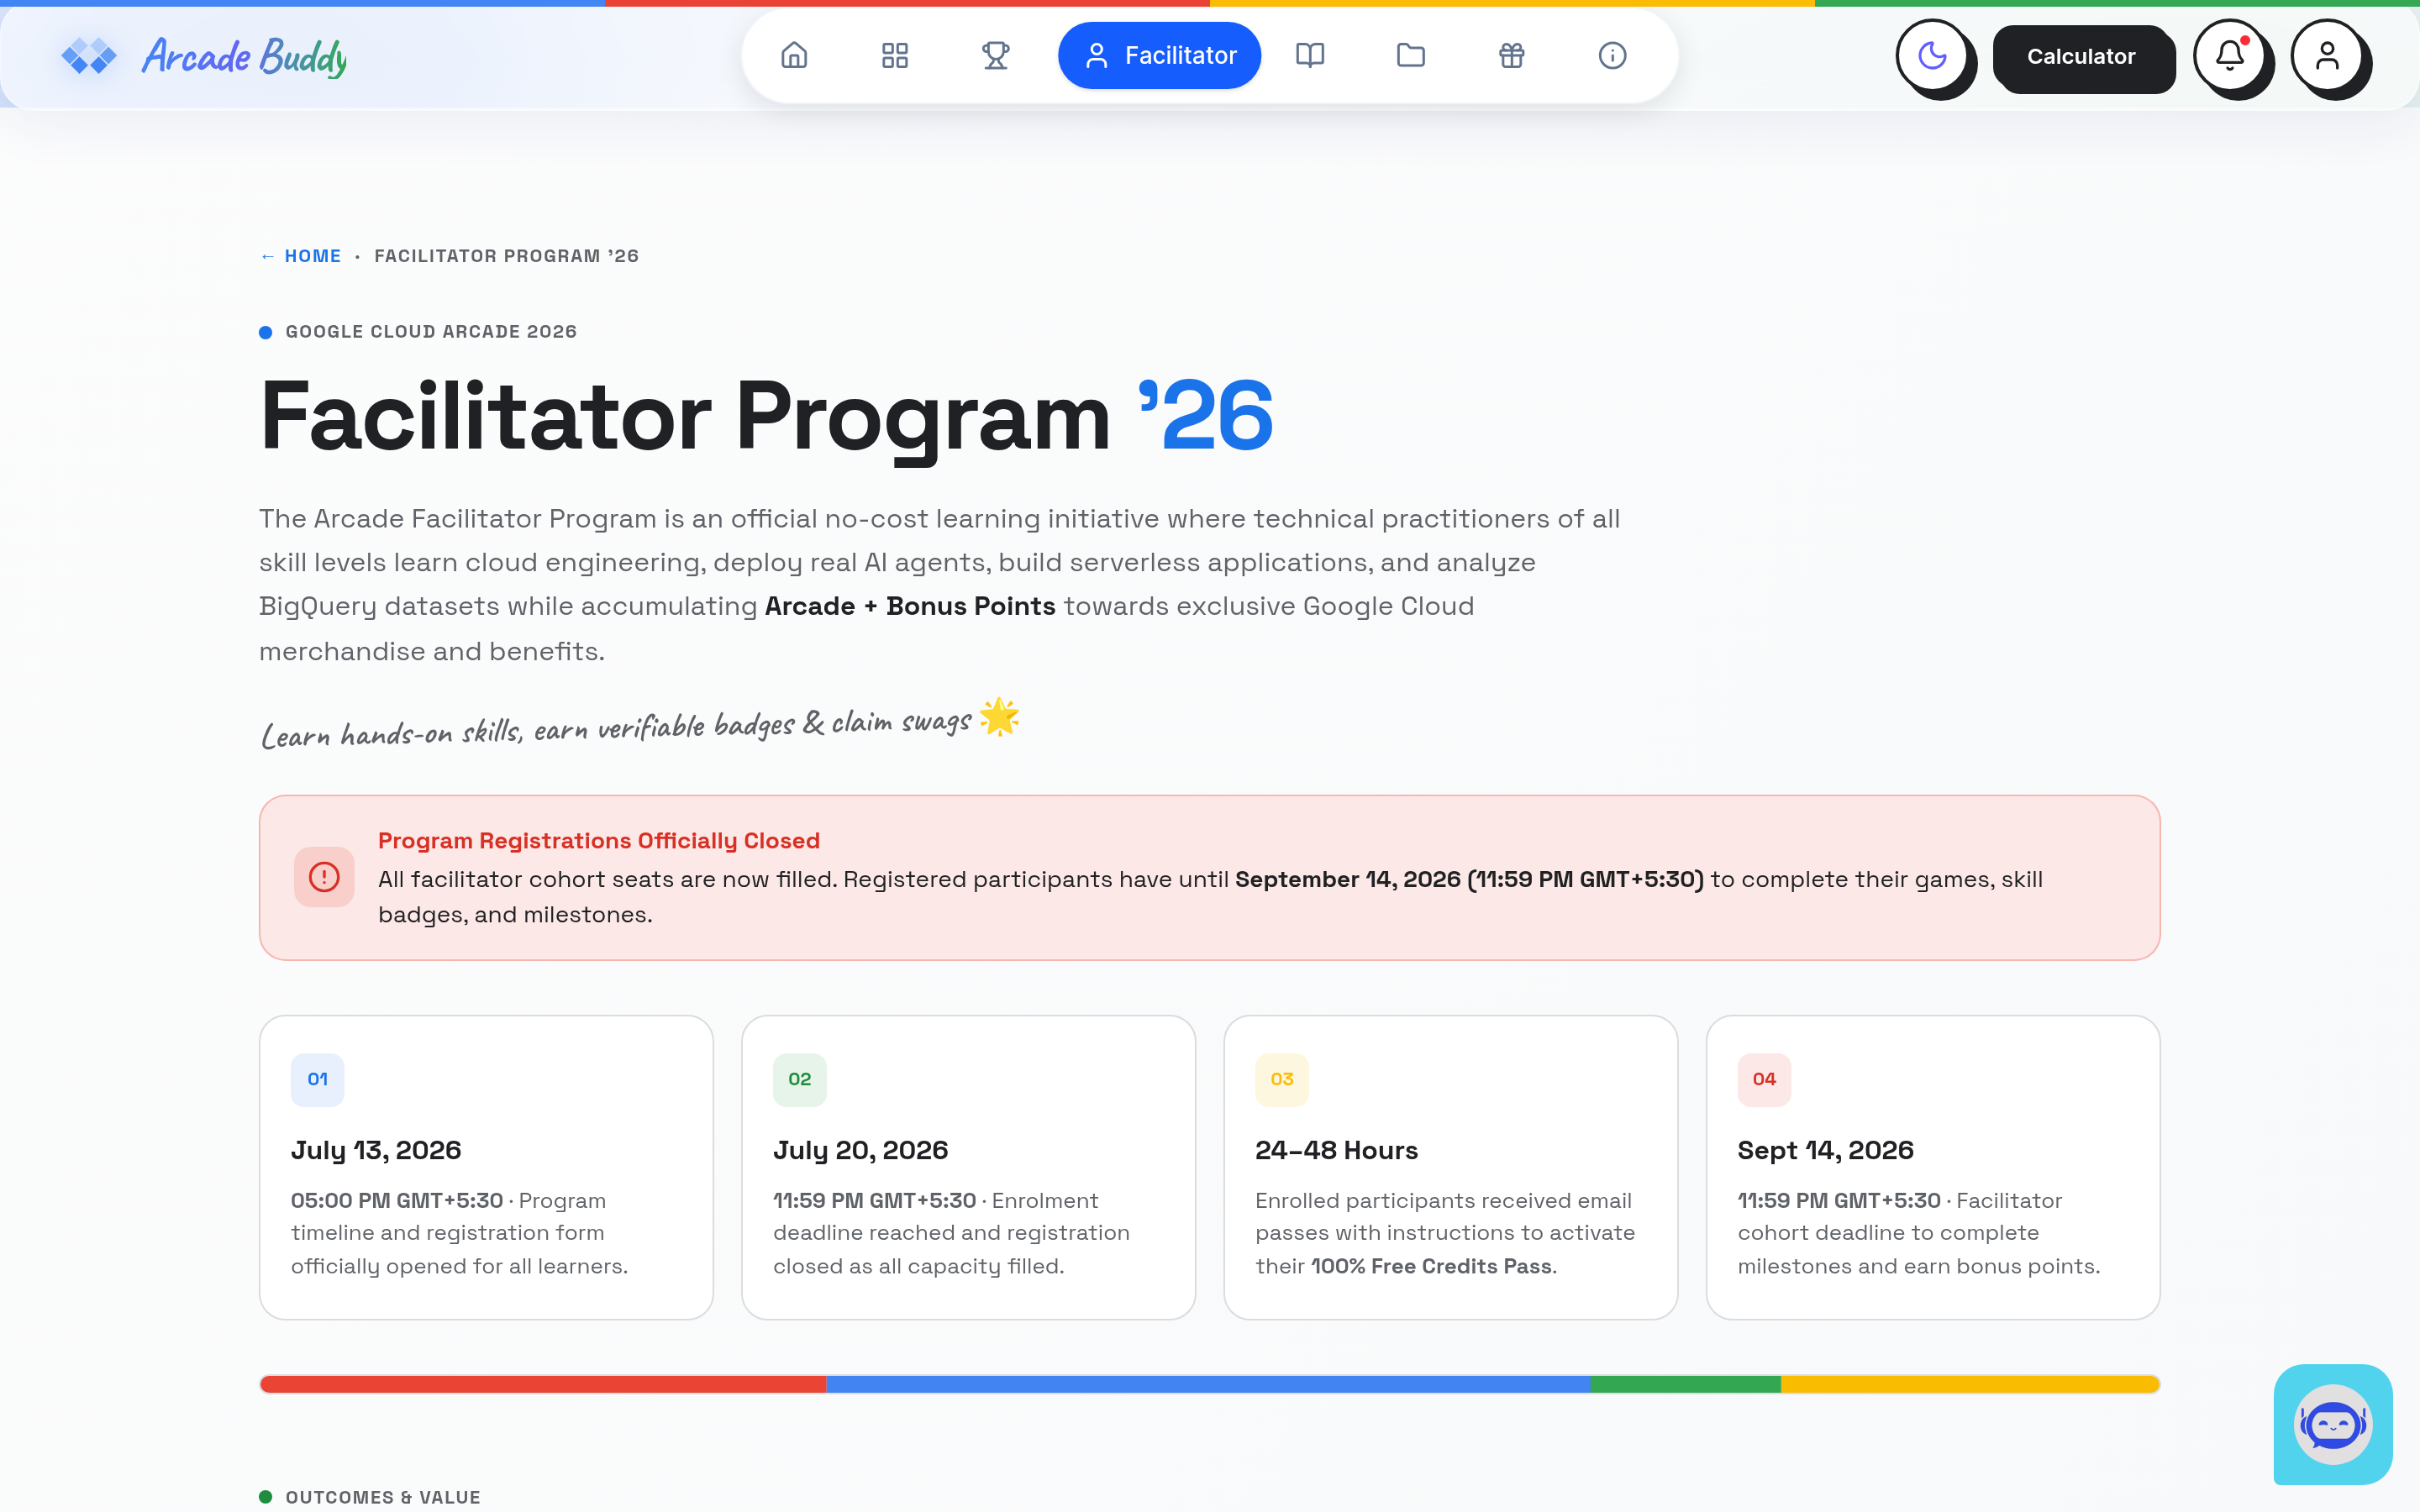 Arcade Buddy
Facilitator
Calculator
← HOME · FACILITATOR PROGRAM ’26
GOOGLE CLOUD ARCADE 2026
Facilitator Program ’26
The Arcade Facilitator Program is an official no-cost learning initiative where technical practitioners of all
skill levels learn cloud engineering, deploy real AI agents, build serverless applications, and analyze
BigQuery datasets while accumulating Arcade + Bonus Points towards exclusive Google Cloud
merchandise and benefits.
Learn hands-on skills, earn verifiable badges & claim swags 🌟
Program Registrations Officially Closed
All facilitator cohort seats are now filled. Registered participants have until September 14, 2026 (11:59 PM GMT+5:30) to complete their games, skill
badges, and milestones.
01
July 13, 2026
05:00 PM GMT+5:30 · Program
timeline and registration form
officially opened for all learners.
02
July 20, 2026
11:59 PM GMT+5:30 · Enrolment
deadline reached and registration
closed as all capacity filled.
03
24–48 Hours
Enrolled participants received email
passes with instructions to activate
their 100% Free Credits Pass.
04
Sept 14, 2026
11:59 PM GMT+5:30 · Facilitator
cohort deadline to complete
milestones and earn bonus points.
OUTCOMES & VALUE